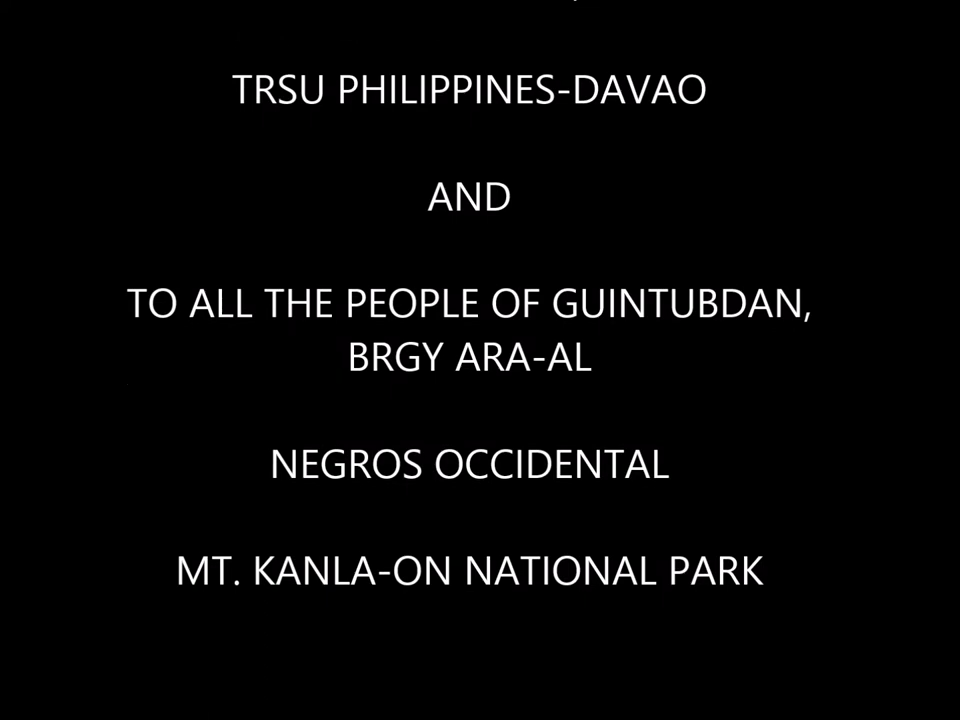 TRSU PHILIPPINES-DAVAO
AND
TO ALL THE PEOPLE OF GUINTUBDAN,
BRGY ARA-AL
NEGROS OCCIDENTAL
MT. KANLA-ON NATIONAL PARK